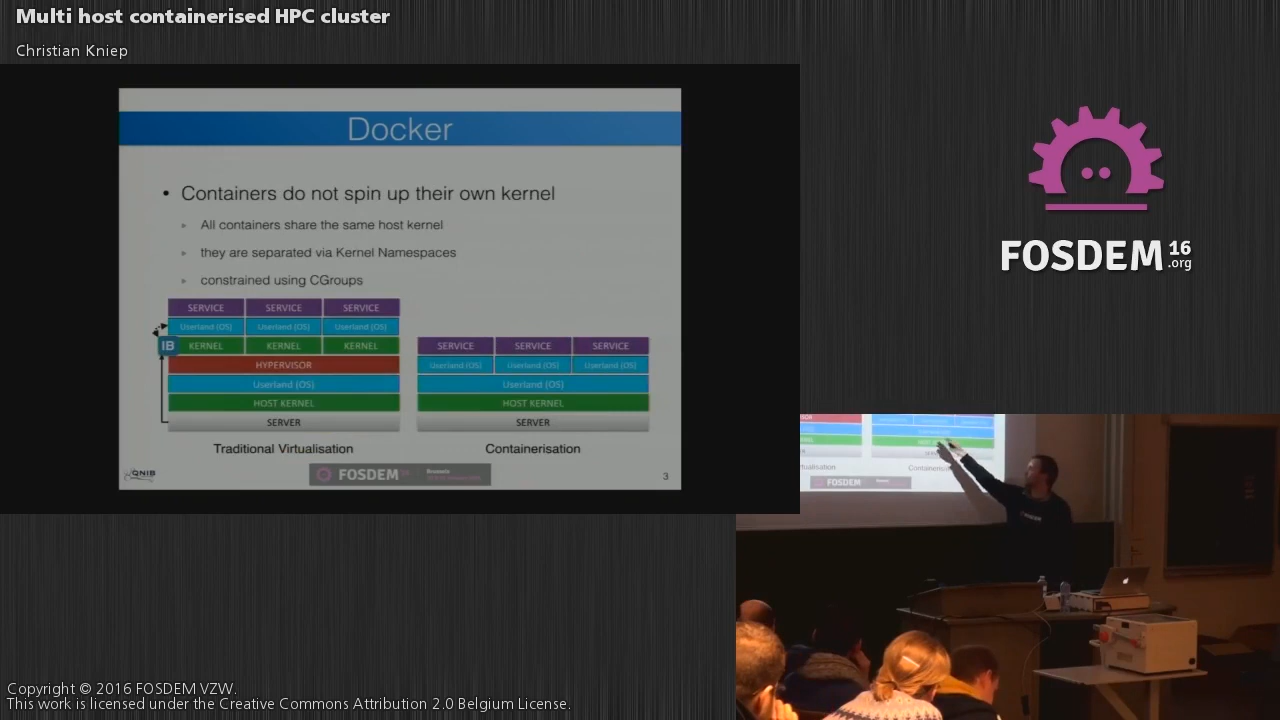 Multi host containerised HPC cluster
Christian Kniep
Docker
• Containers do not spin up their own kernel
All containers share the same host kernel
they are separated via Kernel Namespaces
constrained using CGroups
SERVICE SERVICE SERVICE
Userland (OS) Userland (OS) Userland (OS)
IB KERNEL KERNEL KERNEL
HYPERVISOR
Userland (OS)
HOST KERNEL
SERVER
Traditional Virtualisation
SERVICE SERVICE SERVICE
Userland (OS) Userland (OS) Userland (OS)
Userland (OS)
HOST KERNEL
SERVER
Containerisation
QNIB
FOSDEM
3
FOSDEM 16
.org
FOSDEM
Copyright © 2016 FOSDEM VZW.
This work is licensed under the Creative Commons Attribution 2.0 Belgium License.